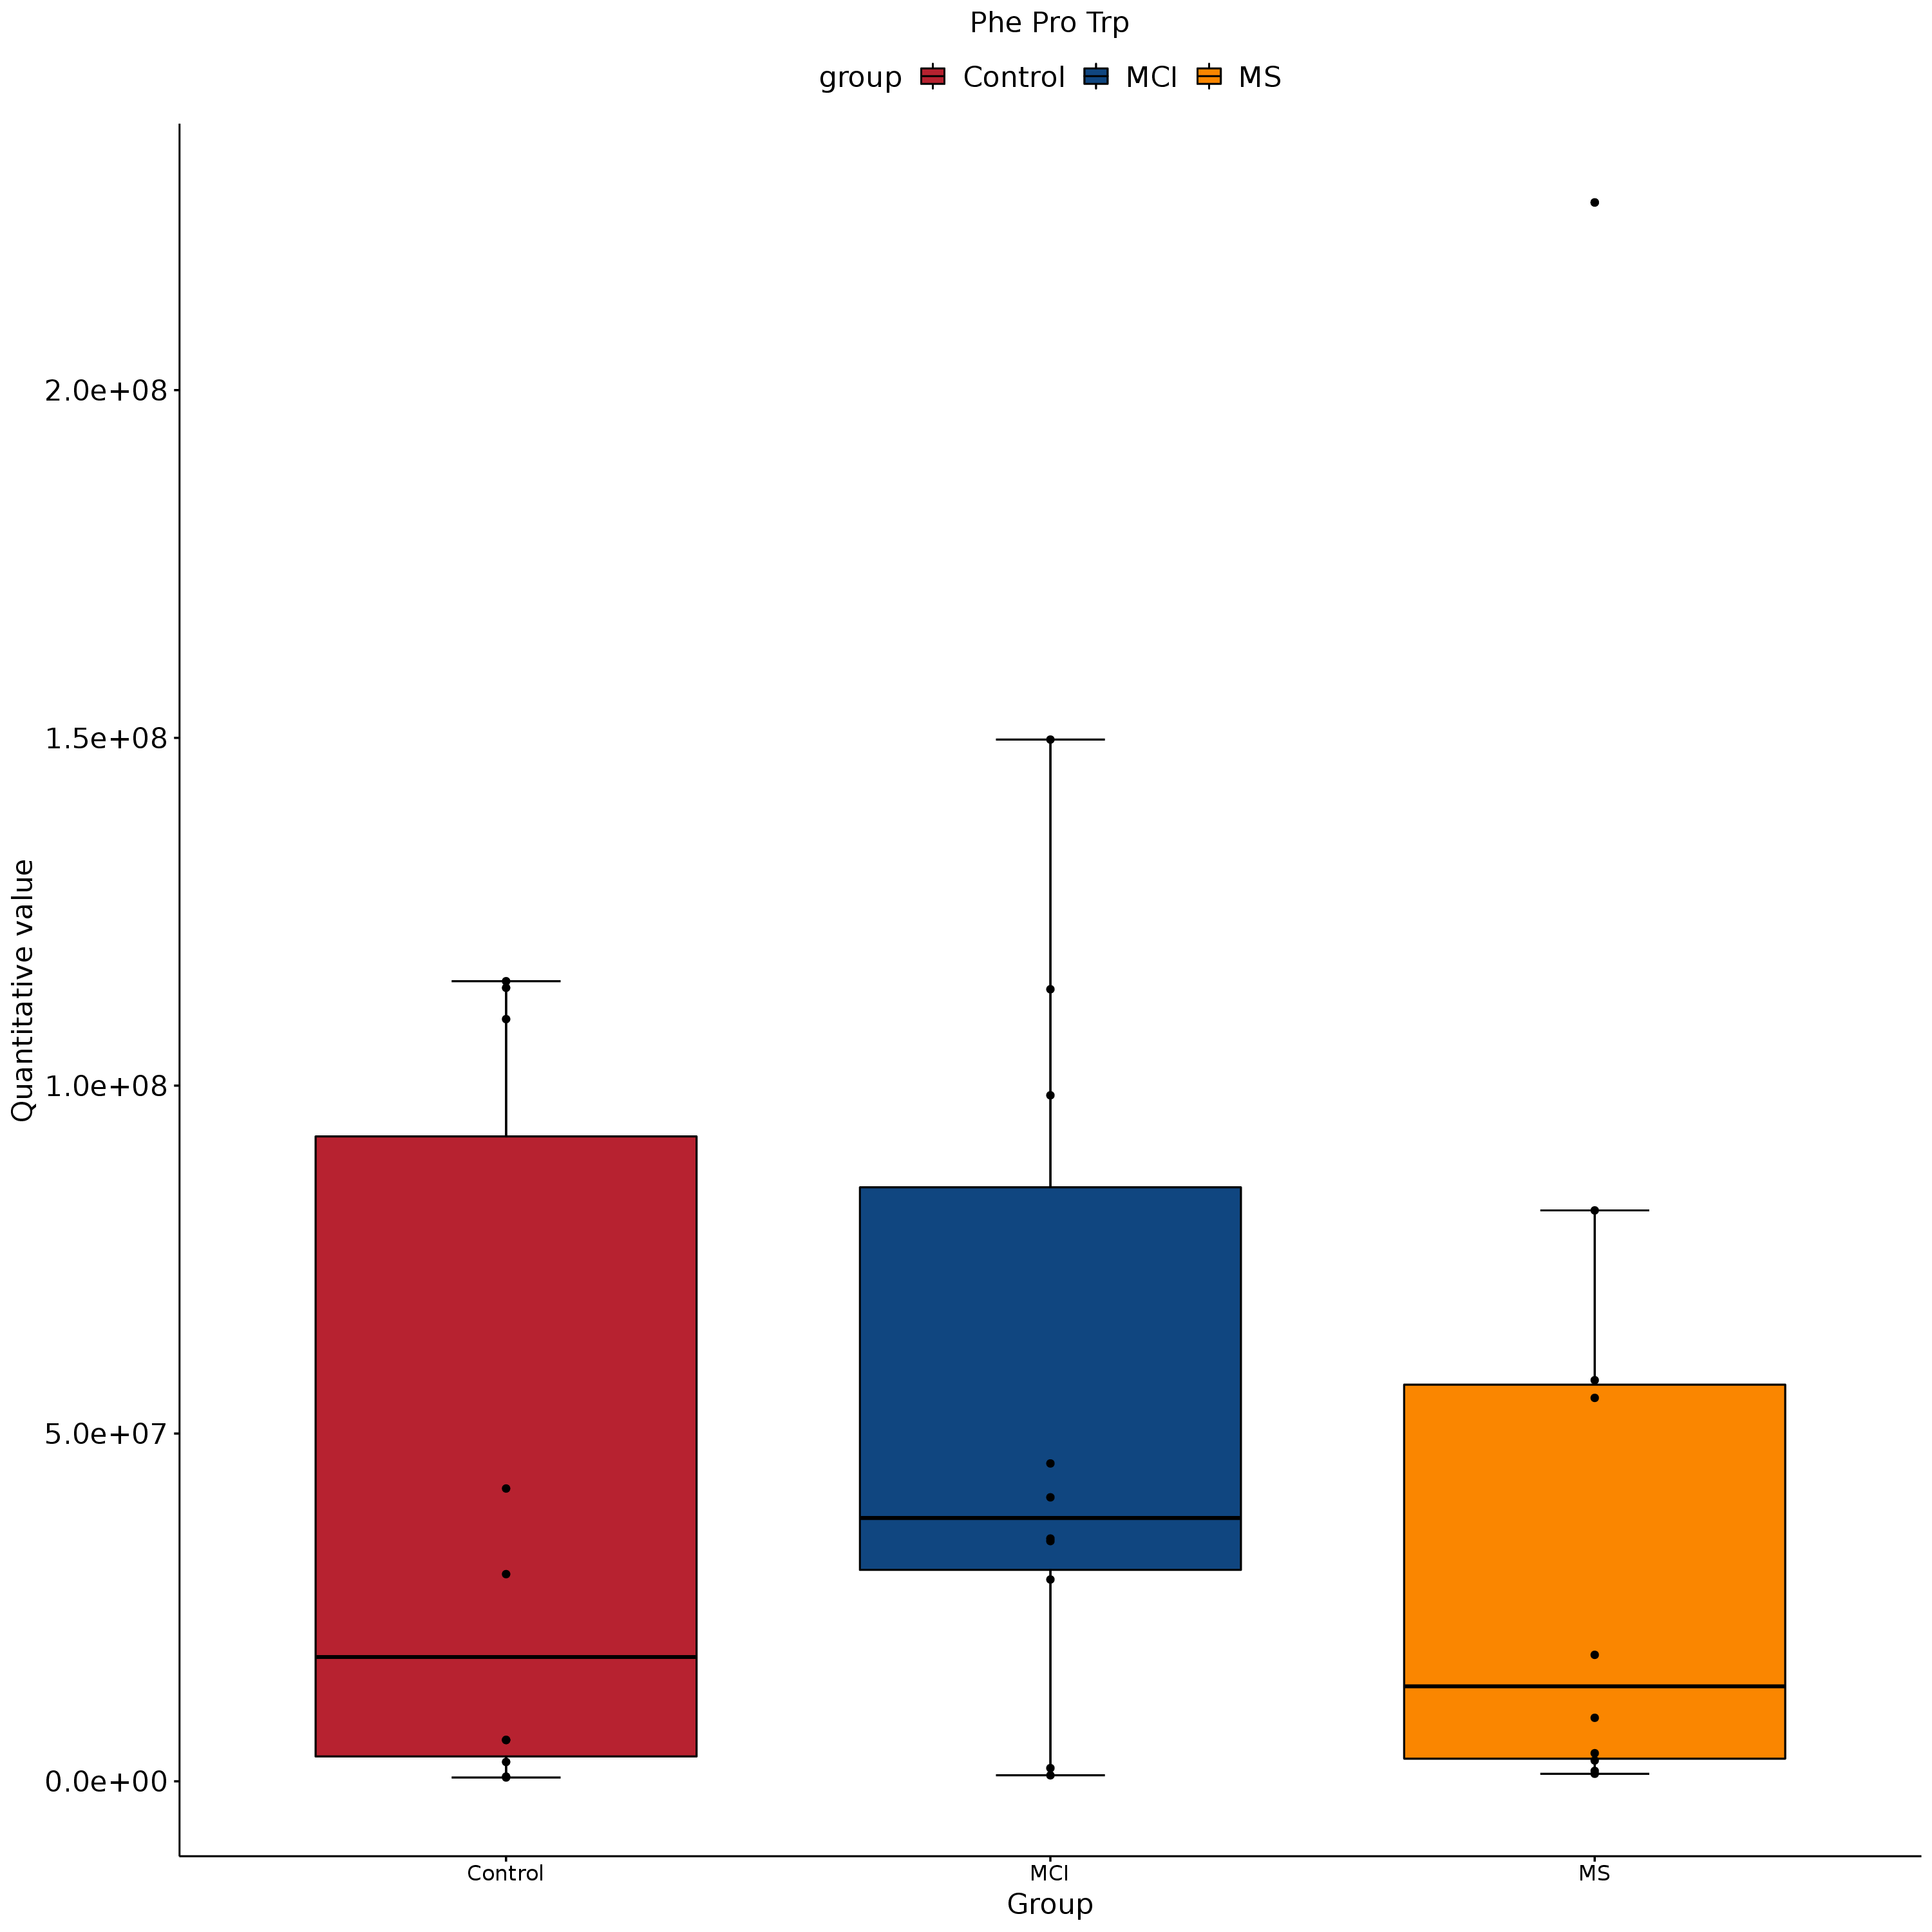 Phe Pro Trp
group Control MCI MS
Quantitative value
2.0e+08
1.5e+08
1.0e+08
5.0e+07
0.0e+00
Control MCI MS
Group